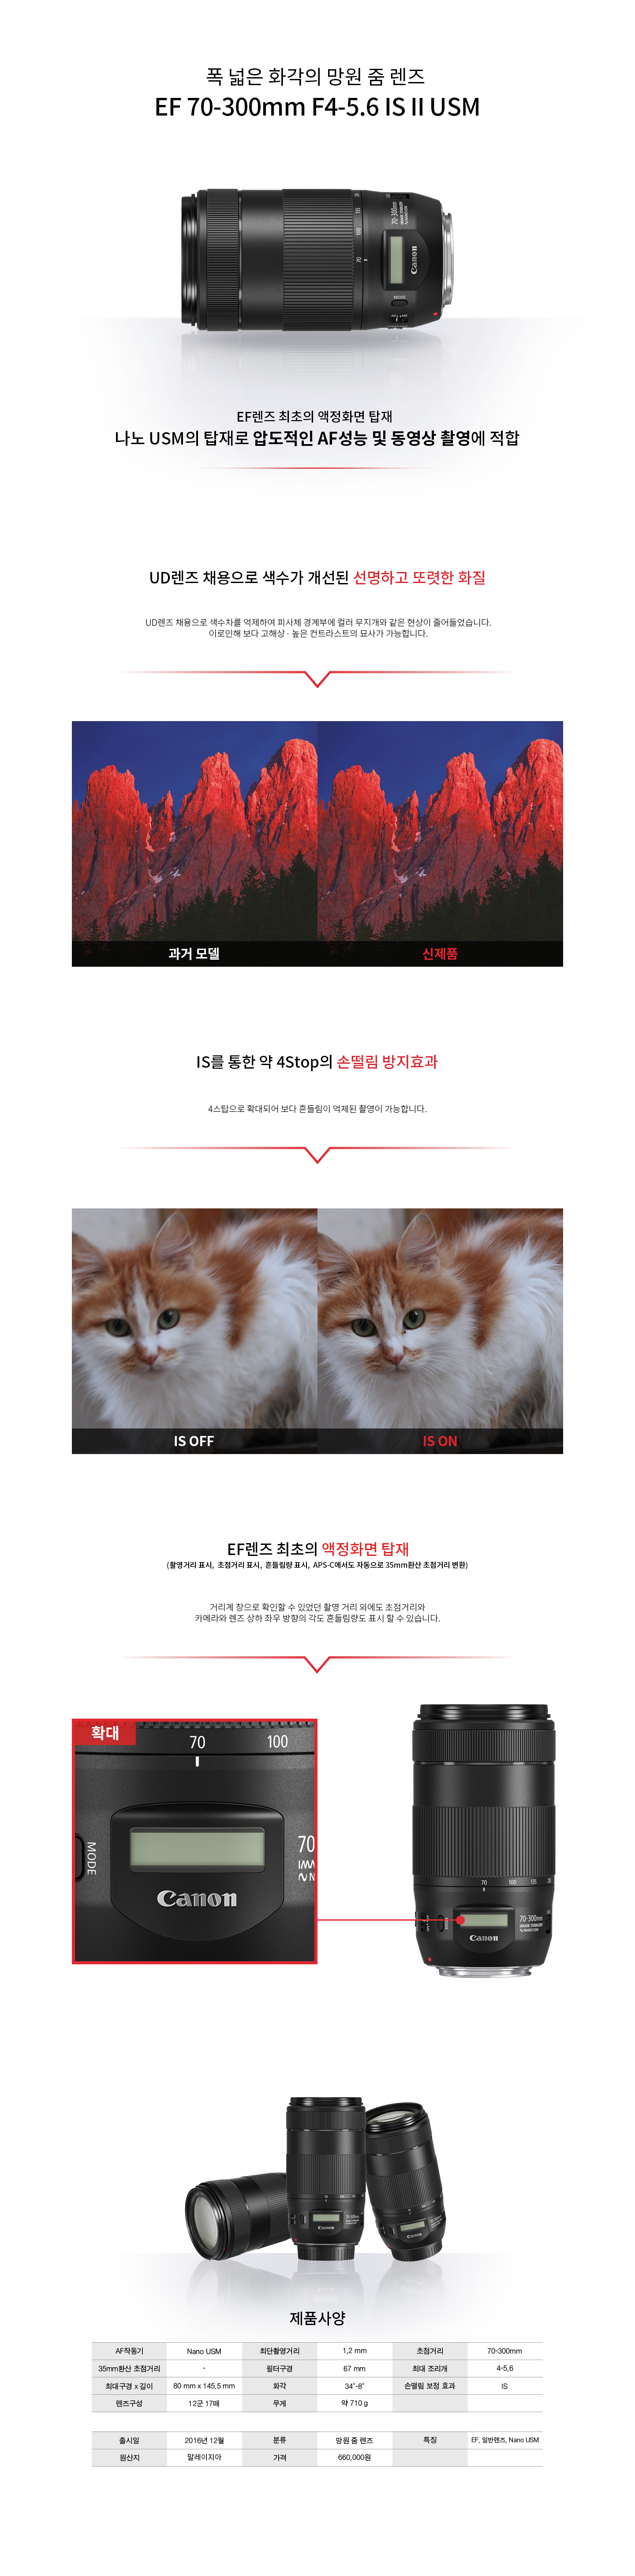 폭 넓은 화각의 망원 줌 렌즈
EF 70-300mm F4-5.6 IS II USM
70-300mm
IMAGE STABILIZER
NANO USM
Canon
MODE
135
100
70
EF렌즈 최초의 액정화면 탑재
나노 USM의 탑재로 압도적인 AF성능 및 동영상 촬영에 적합
UD렌즈 채용으로 색수가 개선된 선명하고 또렷한 화질
UD렌즈 채용으로 색수차를 억제하여 피사체 경계부에 컬러 무지개와 같은 현상이 줄어들었습니다.
이로인해 보다 고해상 · 높은 컨트라스트의 묘사가 가능합니다.
과거 모델
신제품
IS를 통한 약 4Stop의 손떨림 방지효과
4스탑으로 확대되어 보다 흔들림이 억제된 촬영이 가능합니다.
IS OFF
IS ON
EF렌즈 최초의 액정화면 탑재
(촬영거리 표시, 초점거리 표시, 흔들림량 표시, APS-C에서도 자동으로 35mm환산 초점거리 변환)
거리계 창으로 확인할 수 있었던 촬영 거리 외에도 초점거리와
카메라와 렌즈 상하 좌우 방향의 각도 흔들림량도 표시 할 수 있습니다.
확대
70 100
MODE
70
Canon
70 100 135
70-300mm
IMAGE STABILIZER
NANO USM
Canon
Canon
Canon
제품사양
AF작동기 Nano USM 최단촬영거리 1,2 mm 초점거리 70-300mm
35mm환산 초점거리 - 필터구경 67 mm 최대 조리개 4-5,6
최대구경 x 길이 80 mm x 145,5 mm 화각 34˚-8˚ 손떨림 보정 효과 IS
렌즈구성 12군 17매 무게 약 710 g
출시일 2016년 12월 분류 망원 줌 렌즈 특징 EF, 일반렌즈, Nano USM
원산지 말레이지아 가격 660,000원